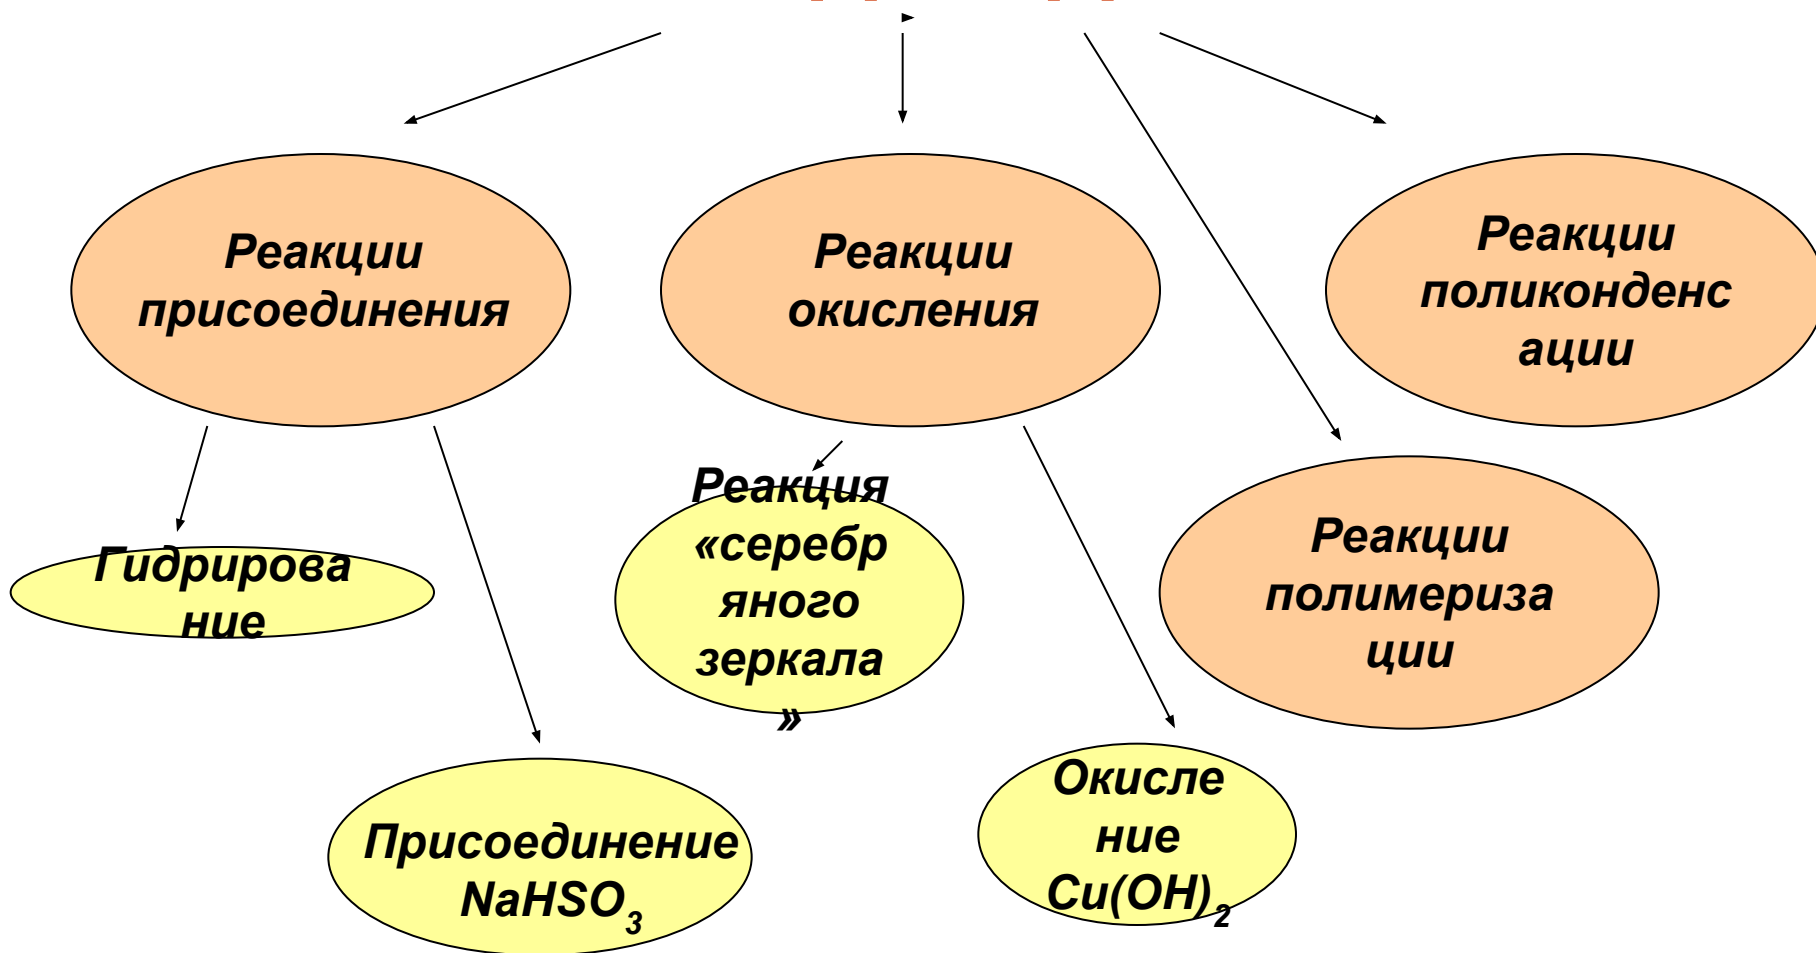 Реакции
присоединения
Реакции
окисления
Реакции
поликонденс
ации
Реакция
«серебр
яного
зеркала
»
Гидрирова
ние
Реакции
полимериза
ции
Присоединение
NaHSO3
Окисле
ние
Cu(OH)2